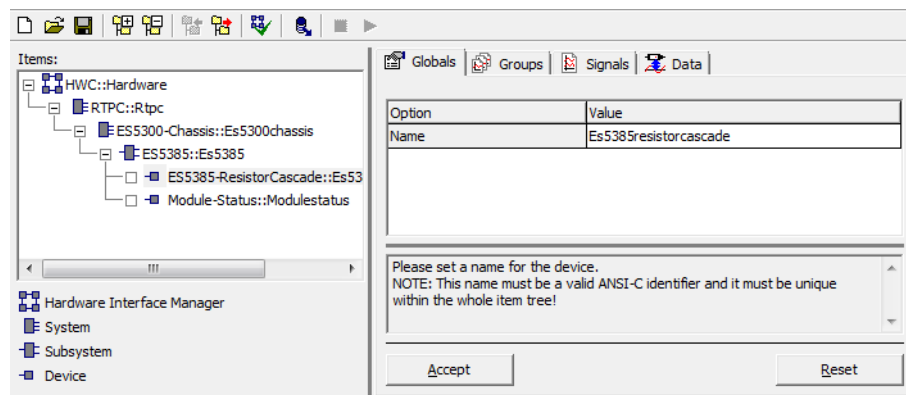 Items:
HWC::Hardware
RTPC::Rtpc
ES5300-Chassis::Es5300chassis
ES5385::Es5385
ES5385-ResistorCascade::Es53
Module-Status::Modulestatus
Hardware Interface Manager
System
Subsystem
Device
Globals Groups Signals Data
Option Value
Name Es5385resistorcascade
Please set a name for the device.
NOTE: This name must be a valid ANSI-C identifier and it must be unique
within the whole item tree!
Accept Reset